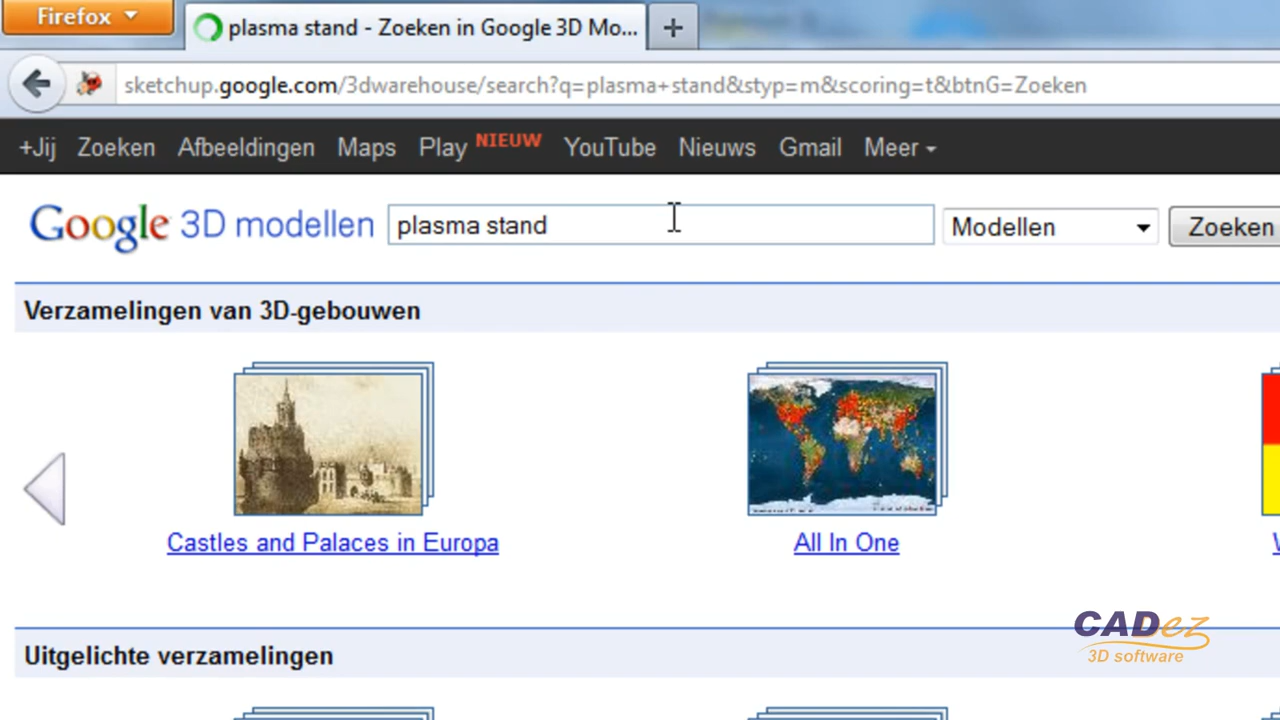 Firefox
plasma stand - Zoeken in Google 3D Mo...
sketchup.google.com/3dwarehouse/search?q=plasma+stand&styp=m&scoring=t&btnG=Zoeken
+Jij Zoeken Afbeeldingen Maps Play NIEUW YouTube Nieuws Gmail Meer
Google 3D modellen plasma stand Modellen Zoeken
Verzamelingen van 3D-gebouwen
Castles and Palaces in Europa All In One
CADez
3D software
Uitgelichte verzamelingen